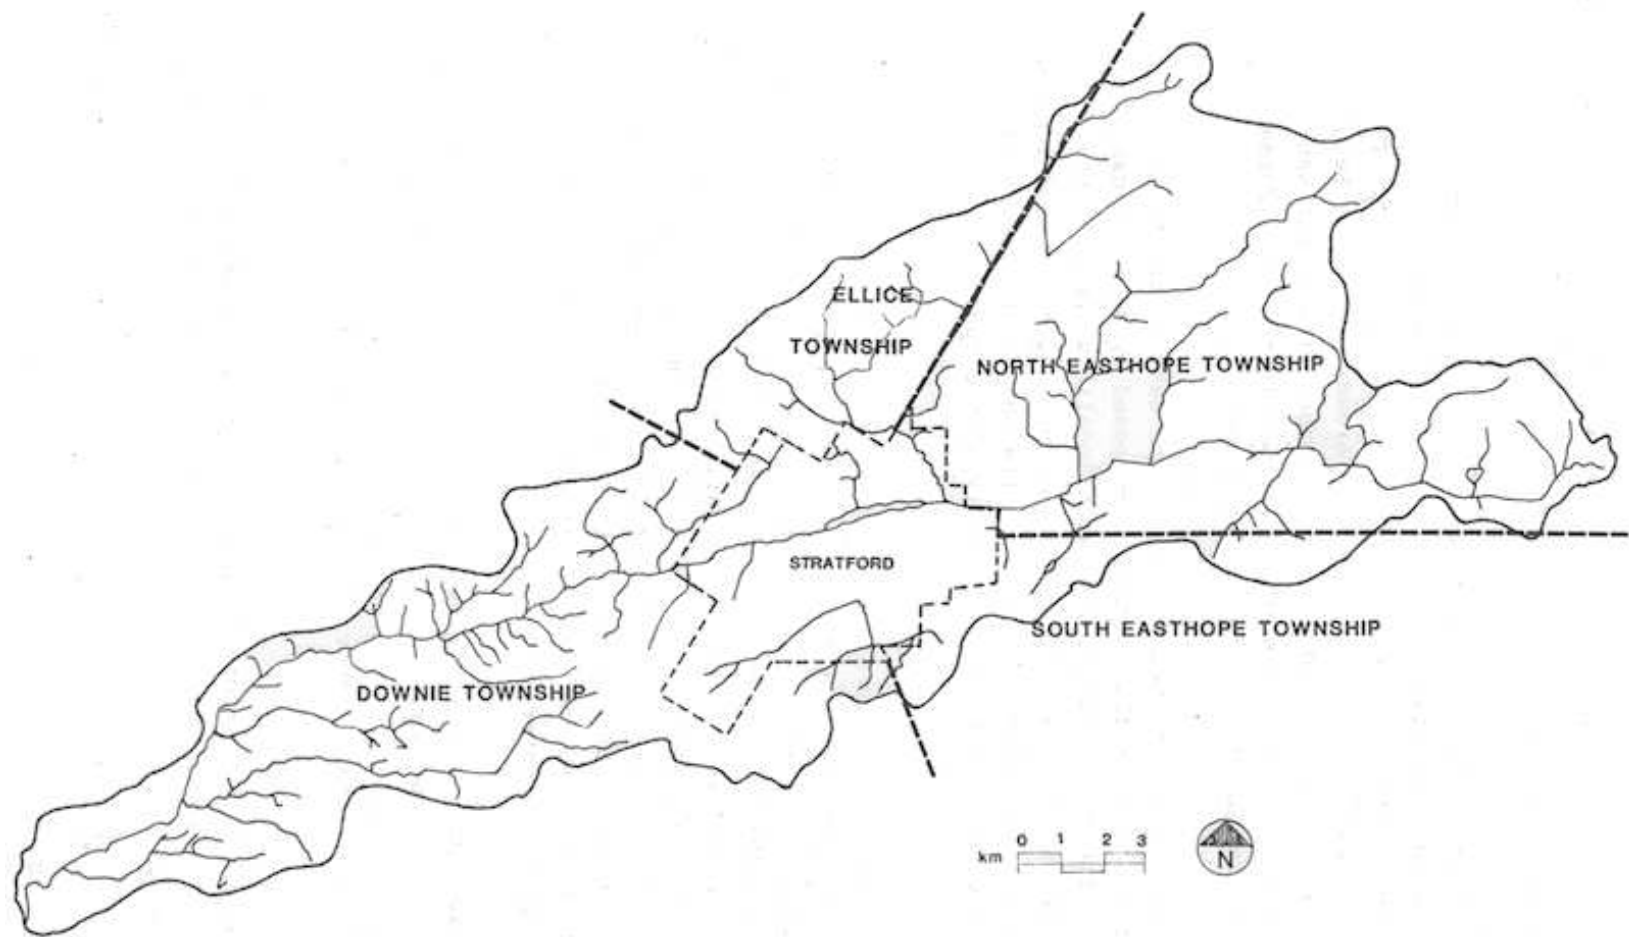 ELLICE
TOWNSHIP
NORTH EASTHOPE TOWNSHIP
STRATFORD
SOUTH EASTHOPE TOWNSHIP
DOWNIE TOWNSHIP
km 0 1 2 3
N